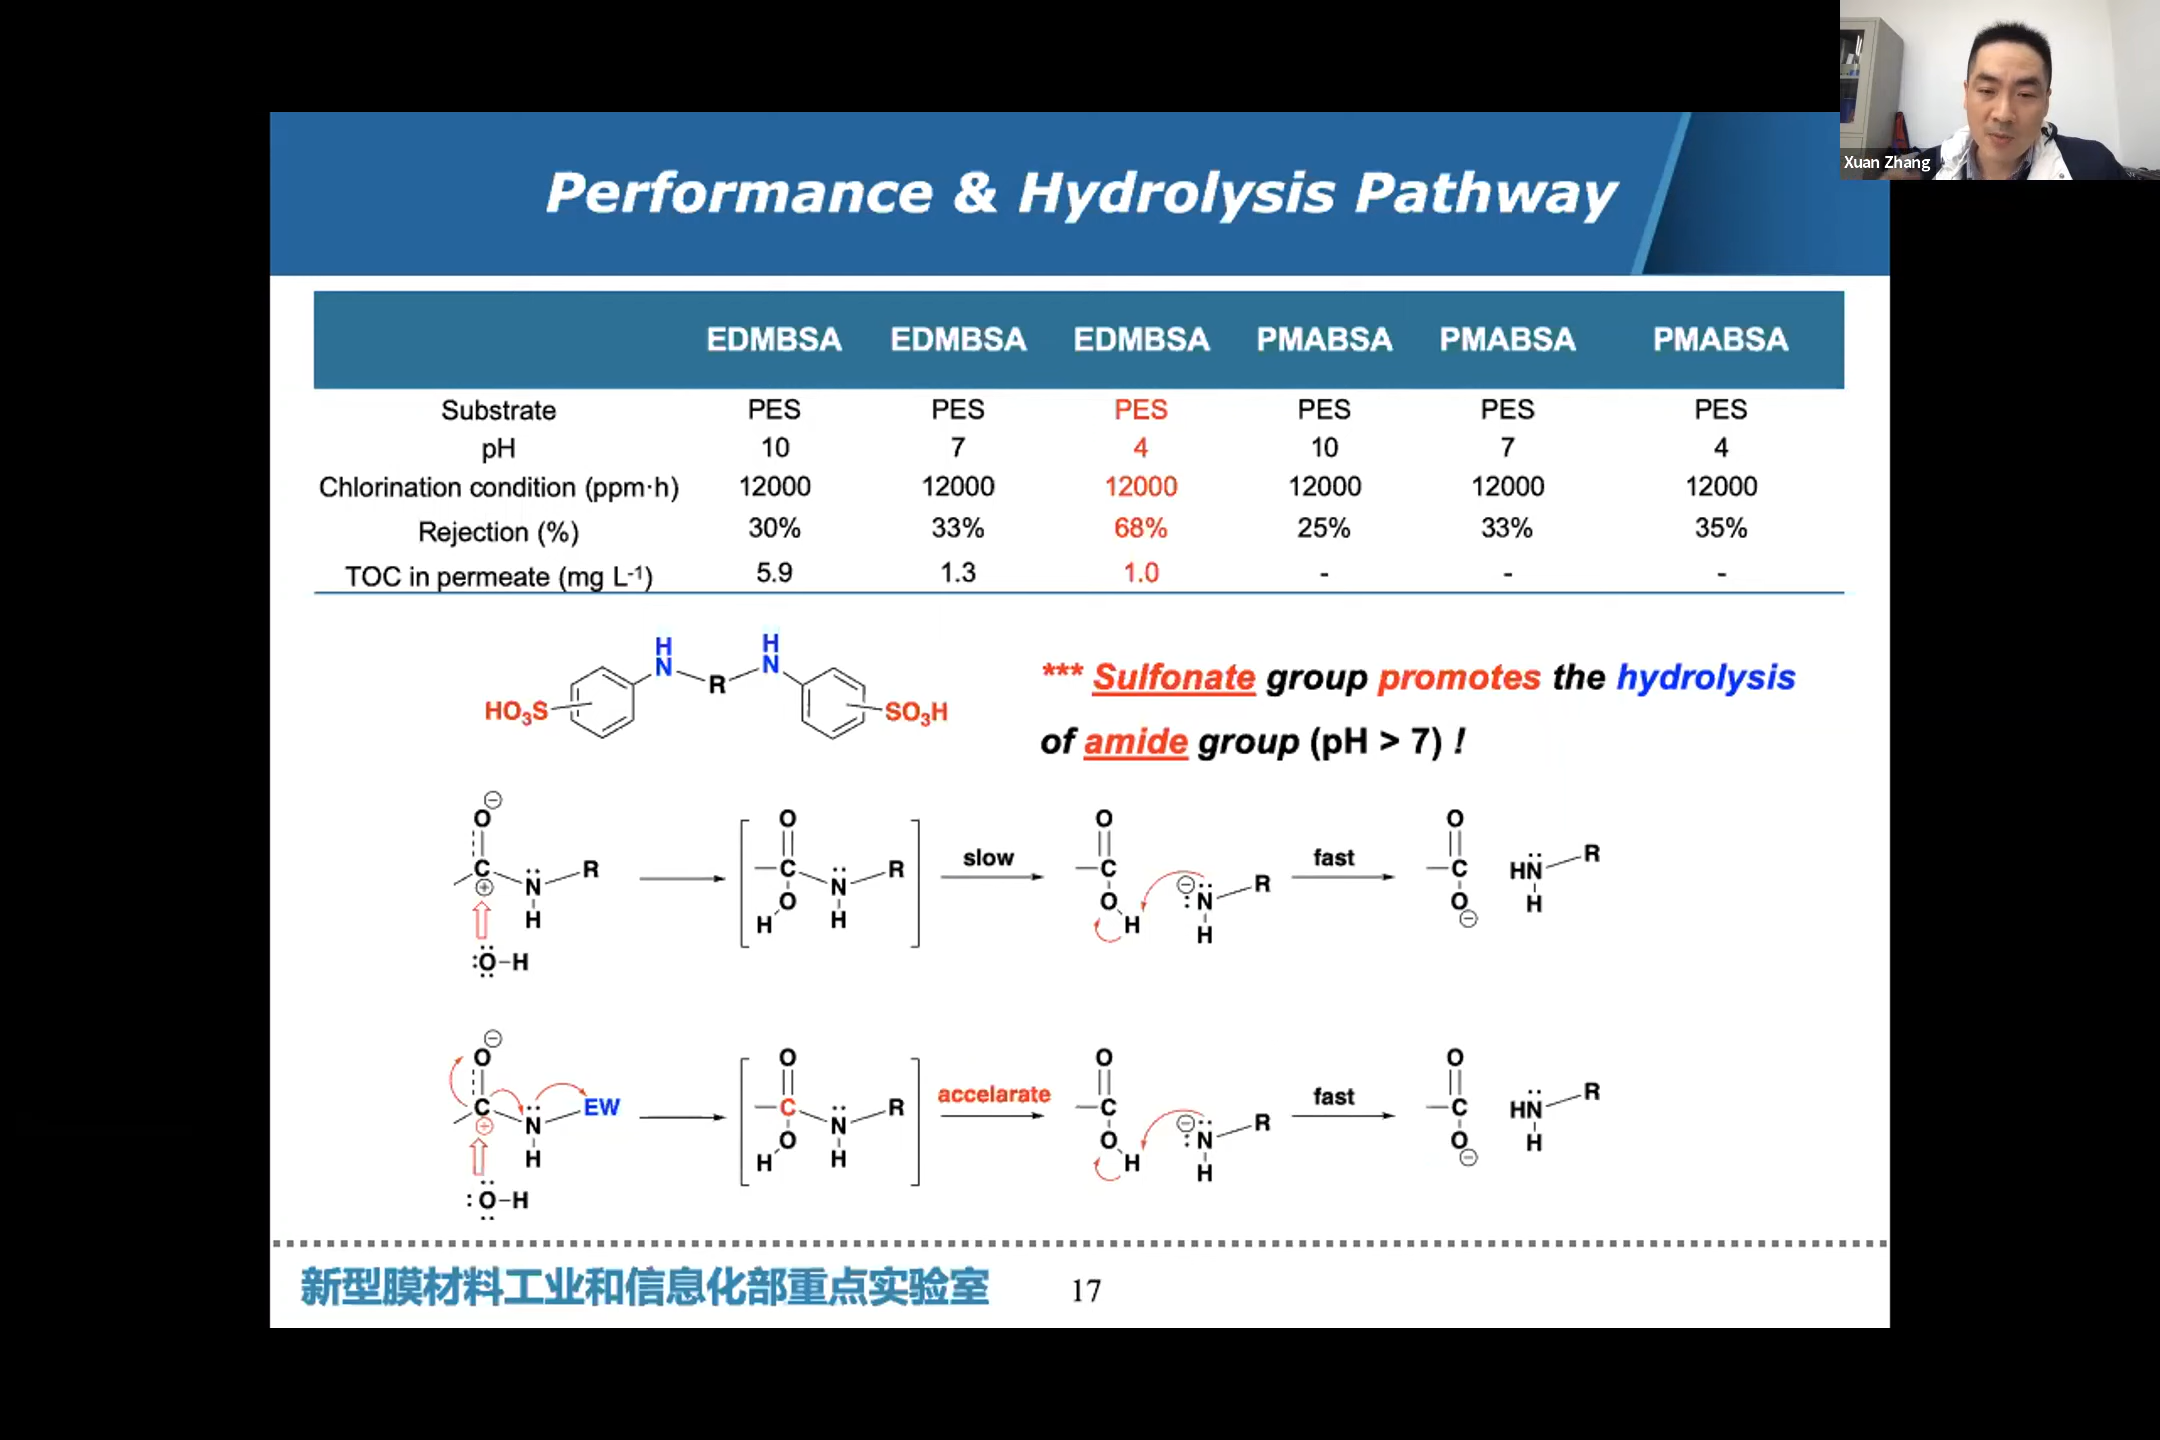 Xuan Zhang
Performance & Hydrolysis Pathway
EDMBSA EDMBSA EDMBSA PMABSA PMABSA PMABSA
Substrate PES PES PES PES PES PES
pH 10 7 4 10 7 4
Chlorination condition (ppm·h) 12000 12000 12000 12000 12000 12000
Rejection (%) 30% 33% 68% 25% 33% 35%
TOC in permeate (mg L-1) 5.9 1.3 1.0 - - -
H H
N N
R
HO3S SO3H
*** Sulfonate group promotes the hydrolysis
of amide group (pH > 7) !
⊖
O O O O
slow fast
C N R C N R C N R C HN R
⊕ H O H O H O H
H H ⊖ ⊖
:O-H
⊖
O O O O
accelarate fast
C N EW C N R C N R C HN R
⊕ H O H O H O H
H H ⊖ ⊖
:O-H
新型膜材料工业和信息化部重点实验室 17